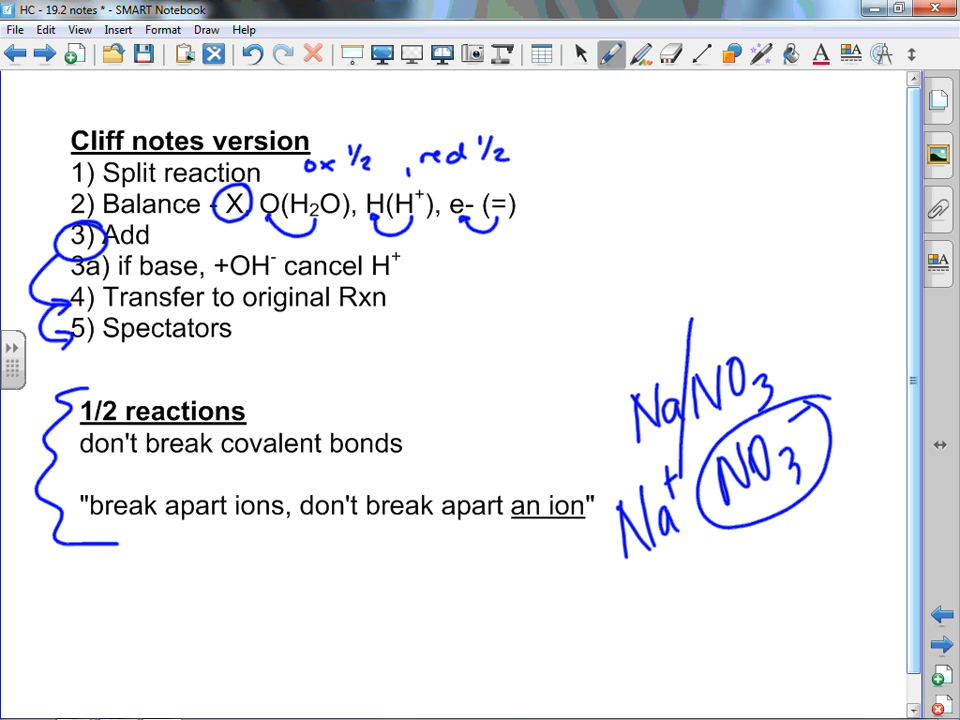 HC - 19.2 notes * - SMART Notebook
File Edit View Insert Format Draw Help
Cliff notes version
1) Split reaction ox 1/2 , red 1/2
2) Balance - X, O(H₂O), H(H⁺), e- (=)
3) Add
3a) if base, +OH⁻ cancel H⁺
4) Transfer to original Rxn
5) Spectators
Na/NO₃
1/2 reactions
don't break covalent bonds
Na⁺ NO₃⁻
"break apart ions, don't break apart an ion"